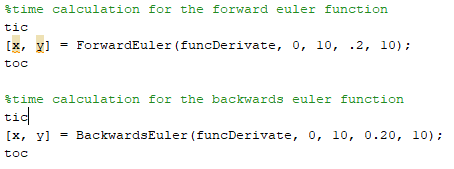 %time calculation for the forward euler function
tic
[x, y] = ForwardEuler(funcDerivate, 0, 10, .2, 10);
toc
%time calculation for the backwards euler function
tic
[x, y] = BackwardsEuler(funcDerivate, 0, 10, 0.20, 10);
toc